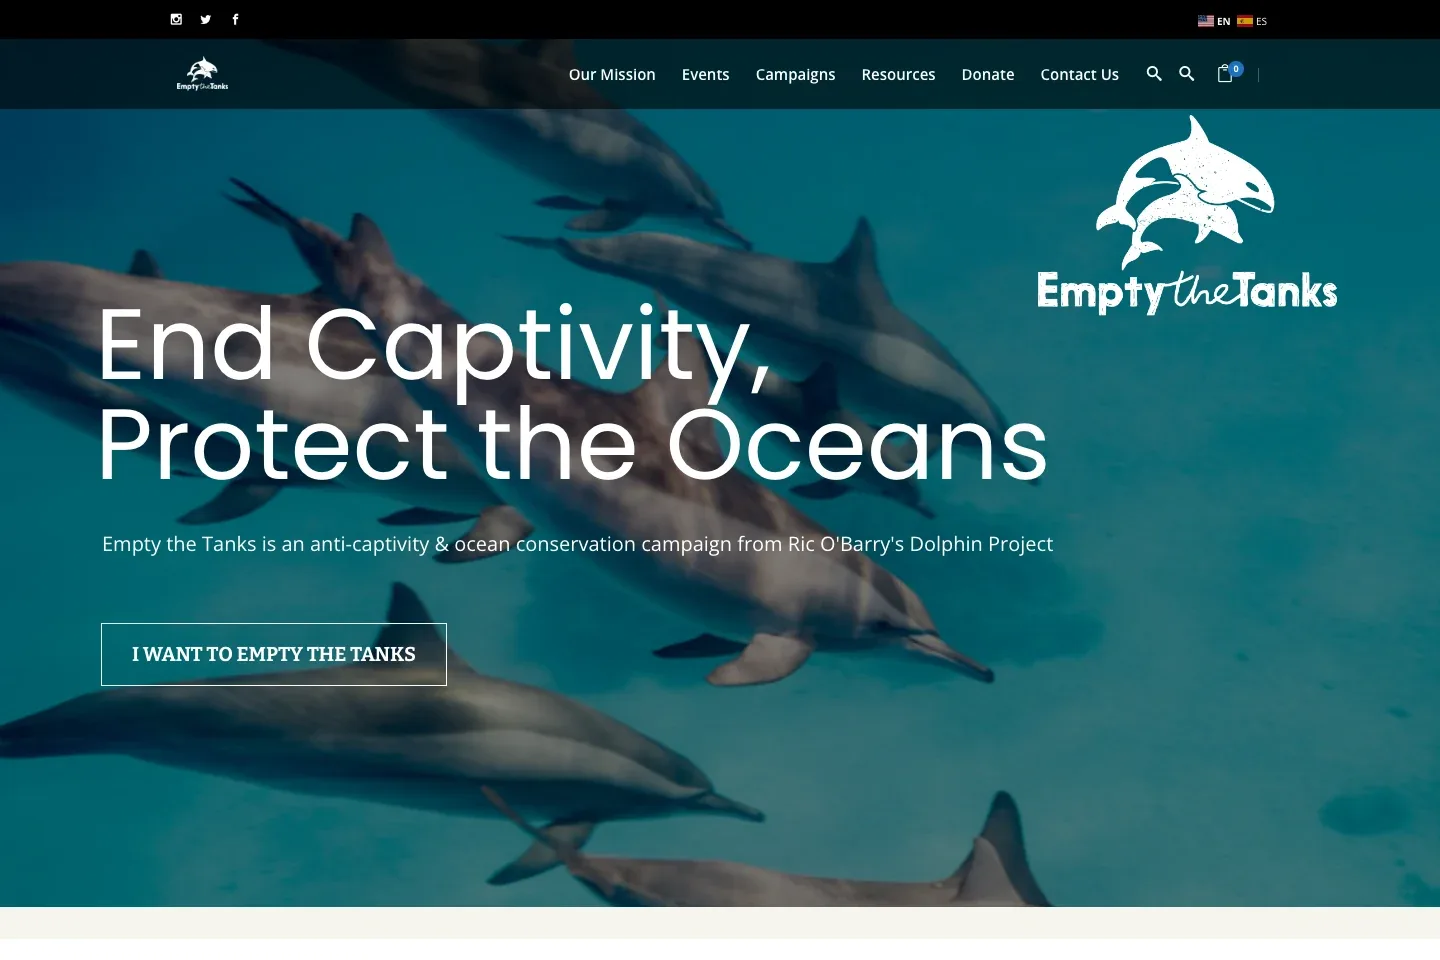 EN ES
Empty the Tanks
Our Mission Events Campaigns Resources Donate Contact Us 0
Empty the Tanks
End Captivity,
Protect the Oceans
Empty the Tanks is an anti-captivity & ocean conservation campaign from Ric O'Barry's Dolphin Project
I WANT TO EMPTY THE TANKS